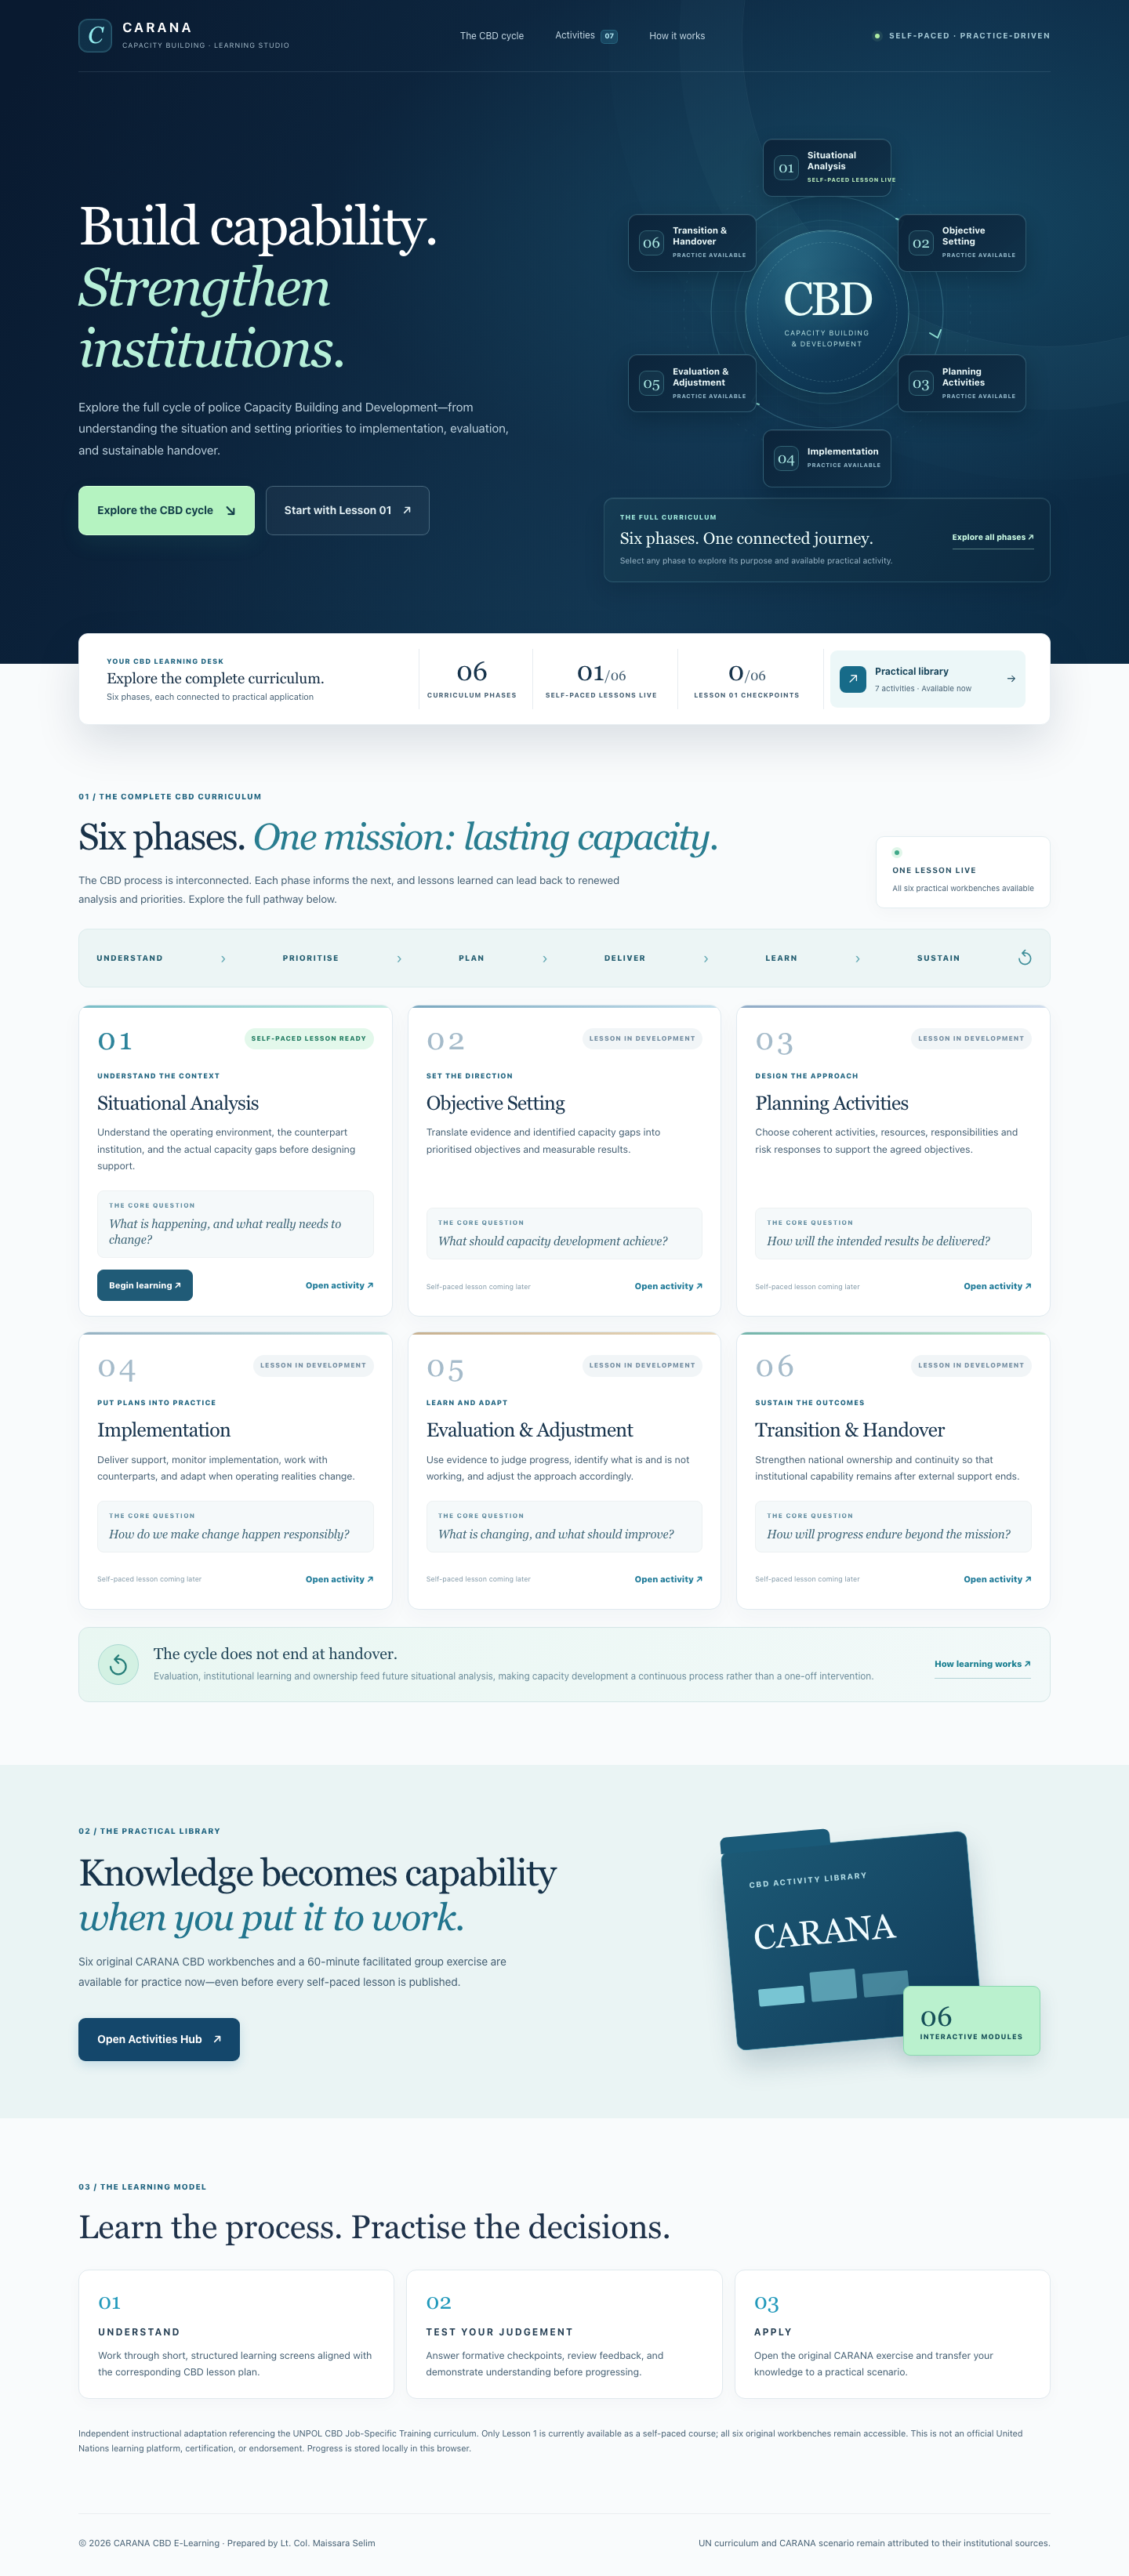 C
CARANA
CAPACITY BUILDING · LEARNING STUDIO
The CBD cycle
Activities 07
How it works
SELF-PACED · PRACTICE-DRIVEN
Build capability.
Strengthen
institutions.
Explore the full cycle of police Capacity Building and Development—from
understanding the situation and setting priorities to implementation, evaluation,
and sustainable handover.
Explore the CBD cycle ↘
Start with Lesson 01 ↗
01
Situational
Analysis
SELF-PACED LESSON LIVE
06
Transition &
Handover
PRACTICE AVAILABLE
02
Objective
Setting
PRACTICE AVAILABLE
CBD
CAPACITY BUILDING
& DEVELOPMENT
05
Evaluation &
Adjustment
PRACTICE AVAILABLE
03
Planning
Activities
PRACTICE AVAILABLE
04
Implementation
PRACTICE AVAILABLE
THE FULL CURRICULUM
Six phases. One connected journey.
Select any phase to explore its purpose and available practical activity.
Explore all phases ↗
YOUR CBD LEARNING DESK
Explore the complete curriculum.
Six phases, each connected to practical application
06
CURRICULUM PHASES
01/06
SELF-PACED LESSONS LIVE
0/06
LESSON 01 CHECKPOINTS
↗
Practical library
7 activities · Available now
→
01 / THE COMPLETE CBD CURRICULUM
Six phases. One mission: lasting capacity.
The CBD process is interconnected. Each phase informs the next, and lessons learned can lead back to renewed
analysis and priorities. Explore the full pathway below.
ONE LESSON LIVE
All six practical workbenches available
UNDERSTAND › PRIORITISE › PLAN › DELIVER › LEARN › SUSTAIN
01
SELF-PACED LESSON READY
UNDERSTAND THE CONTEXT
Situational Analysis
Understand the operating environment, the counterpart
institution, and the actual capacity gaps before designing
support.
THE CORE QUESTION
What is happening, and what really needs to
change?
Begin learning ↗
Open activity ↗
02
LESSON IN DEVELOPMENT
SET THE DIRECTION
Objective Setting
Translate evidence and identified capacity gaps into
prioritised objectives and measurable results.
THE CORE QUESTION
What should capacity development achieve?
Self-paced lesson coming later
Open activity ↗
03
LESSON IN DEVELOPMENT
DESIGN THE APPROACH
Planning Activities
Choose coherent activities, resources, responsibilities and
risk responses to support the agreed objectives.
THE CORE QUESTION
How will the intended results be delivered?
Self-paced lesson coming later
Open activity ↗
04
LESSON IN DEVELOPMENT
PUT PLANS INTO PRACTICE
Implementation
Deliver support, monitor implementation, work with
counterparts, and adapt when operating realities change.
THE CORE QUESTION
How do we make change happen responsibly?
Self-paced lesson coming later
Open activity ↗
05
LESSON IN DEVELOPMENT
LEARN AND ADAPT
Evaluation & Adjustment
Use evidence to judge progress, identify what is and is not
working, and adjust the approach accordingly.
THE CORE QUESTION
What is changing, and what should improve?
Self-paced lesson coming later
Open activity ↗
06
LESSON IN DEVELOPMENT
SUSTAIN THE OUTCOMES
Transition & Handover
Strengthen national ownership and continuity so that
institutional capability remains after external support ends.
THE CORE QUESTION
How will progress endure beyond the mission?
Self-paced lesson coming later
Open activity ↗
The cycle does not end at handover.
Evaluation, institutional learning and ownership feed future situational analysis, making capacity development a continuous process rather than a one-off intervention.
How learning works ↗
02 / THE PRACTICAL LIBRARY
Knowledge becomes capability
when you put it to work.
Six original CARANA CBD workbenches and a 60-minute facilitated group exercise are
available for practice now—even before every self-paced lesson is published.
Open Activities Hub ↗
CBD ACTIVITY LIBRARY
CARANA
06
INTERACTIVE MODULES
03 / THE LEARNING MODEL
Learn the process. Practise the decisions.
01
UNDERSTAND
Work through short, structured learning screens aligned with
the corresponding CBD lesson plan.
02
TEST YOUR JUDGEMENT
Answer formative checkpoints, review feedback, and
demonstrate understanding before progressing.
03
APPLY
Open the original CARANA exercise and transfer your
knowledge to a practical scenario.
Independent instructional adaptation referencing the UNPOL CBD Job-Specific Training curriculum. Only Lesson 1 is currently available as a self-paced course; all six original workbenches remain accessible. This is not an official United
Nations learning platform, certification, or endorsement. Progress is stored locally in this browser.
© 2026 CARANA CBD E-Learning · Prepared by Lt. Col. Maissara Selim
UN curriculum and CARANA scenario remain attributed to their institutional sources.